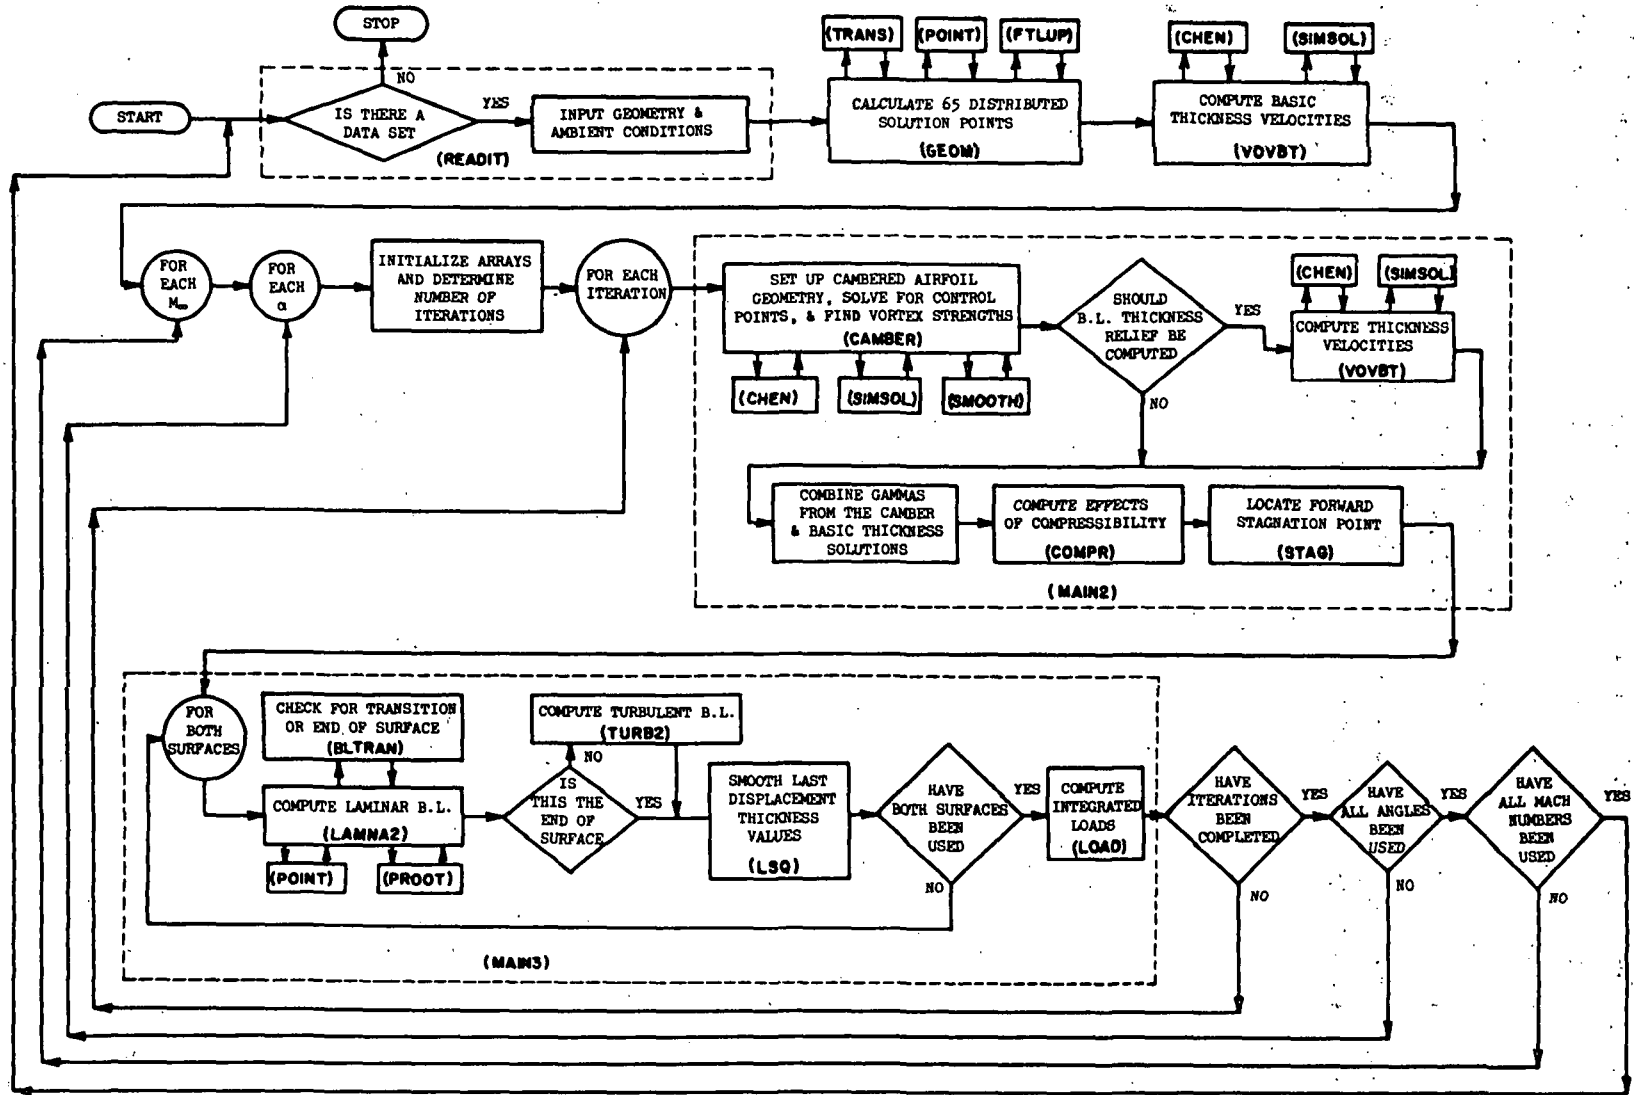 STOP
NO
START
IS THERE A
DATA SET
YES
(READIT)
INPUT GEOMETRY &
AMBIENT CONDITIONS
(TRANS)
(POINT)
(FTLUP)
CALCULATE 65 DISTRIBUTED
SOLUTION POINTS
(GEOM)
(CHEN)
(SIMSOL)
COMPUTE BASIC
THICKNESS VELOCITIES
(VOVBT)
FOR
EACH
M∞
FOR
EACH
α
INITIALIZE ARRAYS
AND DETERMINE
NUMBER OF
ITERATIONS
FOR EACH
ITERATION
SET UP CAMBERED AIRFOIL
GEOMETRY, SOLVE FOR CONTROL
POINTS, & FIND VORTEX STRENGTHS
(CAMBER)
(CHEN)
(SIMSOL)
(SMOOTH)
SHOULD
B.L. THICKNESS
RELIEF BE
COMPUTED
YES
NO
(CHEN)
(SIMSOL)
COMPUTE THICKNESS
VELOCITIES
(VOVBT)
COMBINE GAMMAS
FROM THE CAMBER
& BASIC THICKNESS
SOLUTIONS
COMPUTE EFFECTS
OF COMPRESSIBILITY
(COMPR)
LOCATE FORWARD
STAGNATION POINT
(STAG)
(MAIN2)
FOR
BOTH
SURFACES
CHECK FOR TRANSITION
OR END OF SURFACE
(BLTRAN)
COMPUTE LAMINAR B.L.
(LAMNA2)
(POINT)
(PROOT)
COMPUTE TURBULENT B.L.
(TURB2)
NO
IS
THIS THE
END OF
SURFACE
YES
SMOOTH LAST
DISPLACEMENT
THICKNESS
VALUES
(LSQ)
HAVE
BOTH SURFACES
BEEN
USED
YES
NO
COMPUTE
INTEGRATED
LOADS
(LOAD)
(MAIN3)
HAVE
ITERATIONS
BEEN
COMPLETED
YES
NO
HAVE
ALL ANGLES
BEEN
USED
YES
NO
HAVE
ALL MACH
NUMBERS
BEEN
USED
YES
NO